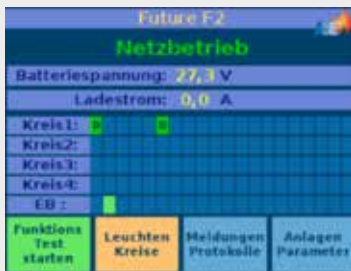 Future F2
Netzbetrieb
Batteriespannung: 27,3 V
Ladestrom: 0,0 A
Kreis1:
Kreis2:
Kreis3:
Kreis4:
EB :
Funktions Leuchten Meldungen Anlagen
Test Kreise Protokolle Parameter
starten